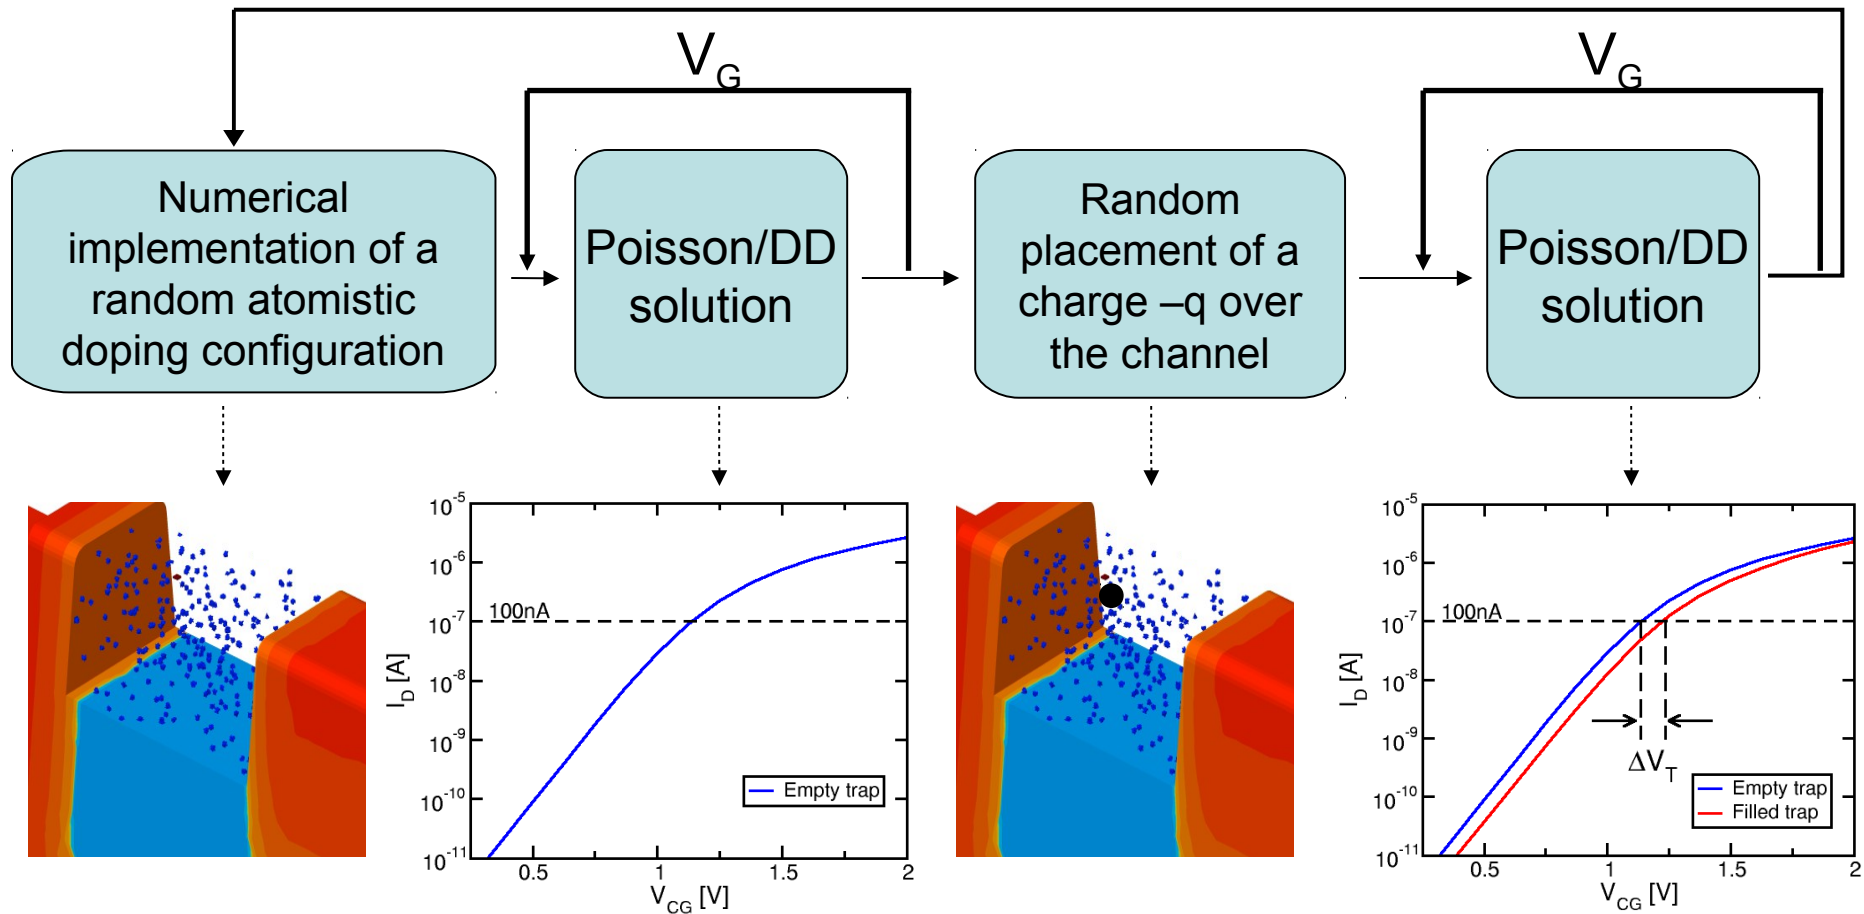 V_G
V_G
Numerical
implementation of a
random atomistic
doping configuration
Poisson/DD
solution
Random
placement of a
charge –q over
the channel
Poisson/DD
solution
10^-5
10^-6
10^-7
10^-8
10^-9
10^-10
10^-11
I_D [A]
100nA
Empty trap
0.5
1
1.5
2
V_CG [V]
10^-5
10^-6
10^-7
10^-8
10^-9
10^-10
10^-11
I_D [A]
100nA
ΔV_T
Empty trap
Filled trap
0.5
1
1.5
2
V_CG [V]